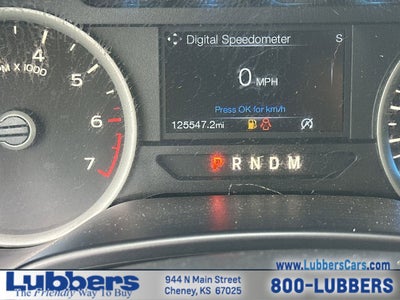 Digital Speedometer S
0 MPH
Press OK for km/h
125547.2mi
4
5
6
7
X 1000
P R N D M
Lubbers
The Friendly Way To Buy
944 N Main Street
Cheney, KS 67025
www.LubbersCars.com
800-LUBBERS